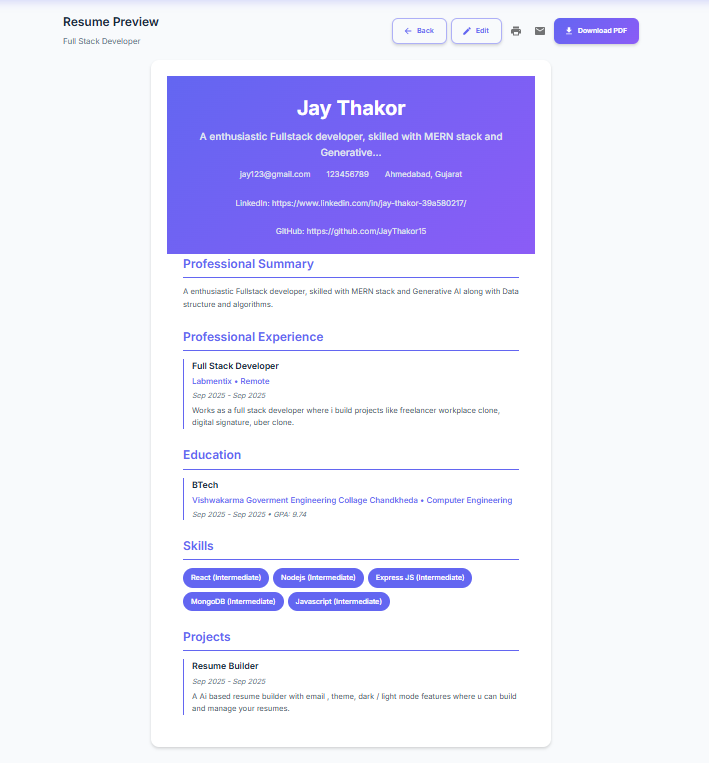 Resume Preview
Full Stack Developer
Back
Edit
Download PDF
Jay Thakor
A enthusiastic Fullstack developer, skilled with MERN stack and
Generative...
jay123@gmail.com 123456789 Ahmedabad, Gujarat
LinkedIn: https://www.linkedin.com/in/jay-thakor-39a580217/
GitHub: https://github.com/JayThakor15
Professional Summary
A enthusiastic Fullstack developer, skilled with MERN stack and Generative AI along with Data
structure and algorithms.
Professional Experience
Full Stack Developer
Labmentix • Remote
Sep 2025 - Sep 2025
Works as a full stack developer where i build projects like freelancer workplace clone,
digital signature, uber clone.
Education
BTech
Vishwakarma Goverment Engineering Collage Chandkheda • Computer Engineering
Sep 2025 - Sep 2025 • GPA: 9.74
Skills
React (Intermediate) Nodejs (Intermediate) Express JS (Intermediate)
MongoDB (Intermediate) Javascript (Intermediate)
Projects
Resume Builder
Sep 2025 - Sep 2025
A Ai based resume builder with email , theme, dark / light mode features where u can build
and manage your resumes.